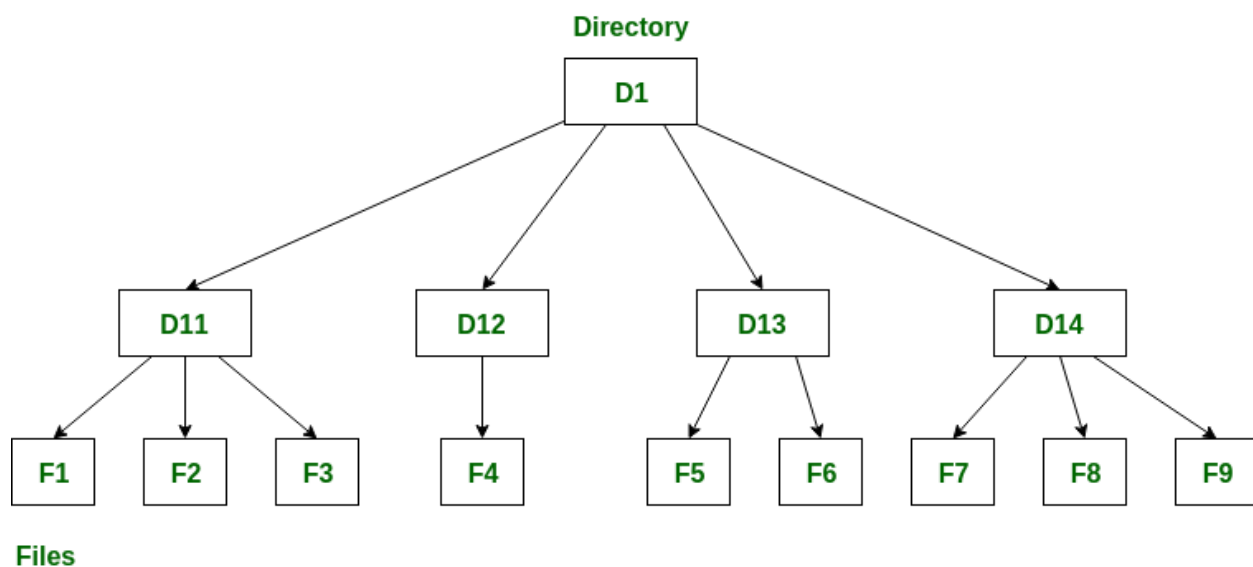 Directory
D1
D11 D12 D13 D14
F1 F2 F3 F4 F5 F6 F7 F8 F9
Files